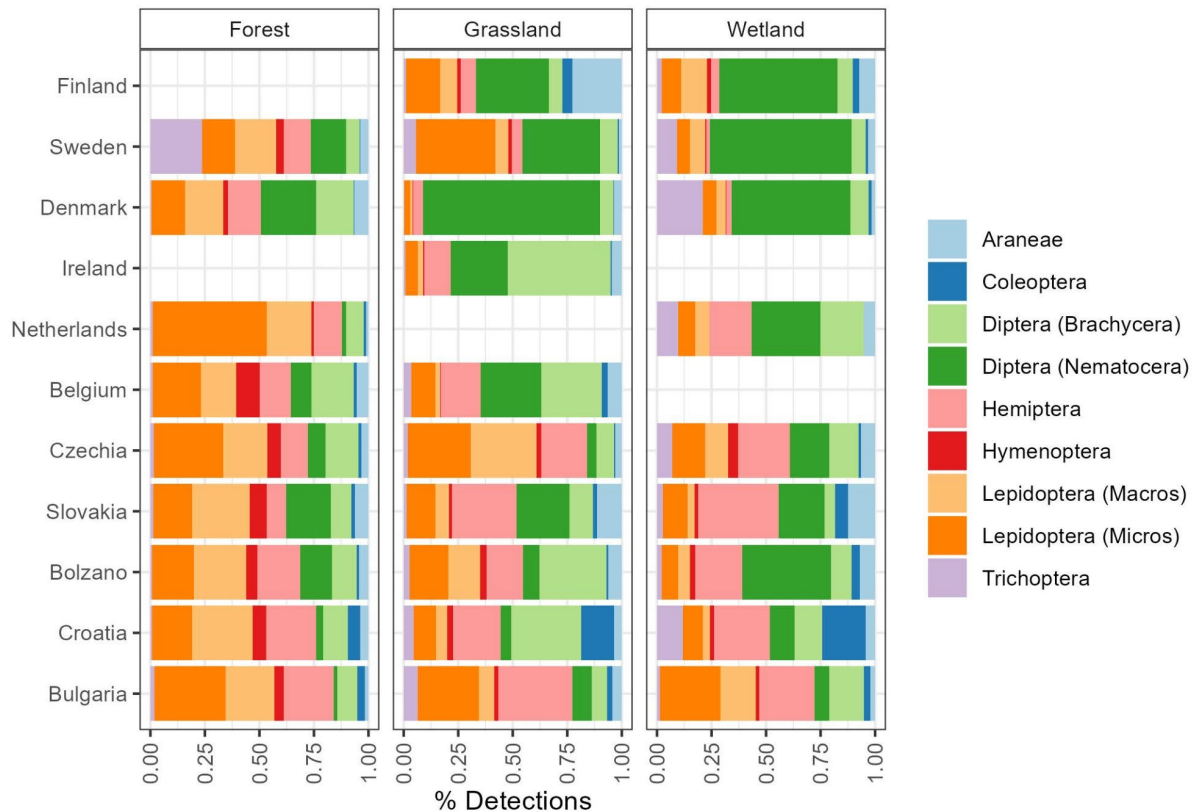 Forest
Grassland
Wetland
Finland
Sweden
Denmark
Ireland
Netherlands
Belgium
Czechia
Slovakia
Bolzano
Croatia
Bulgaria
0.00 0.25 0.50 0.75 1.00
0.00 0.25 0.50 0.75 1.00
0.00 0.25 0.50 0.75 1.00
% Detections
Araneae
Coleoptera
Diptera (Brachycera)
Diptera (Nematocera)
Hemiptera
Hymenoptera
Lepidoptera (Macros)
Lepidoptera (Micros)
Trichoptera